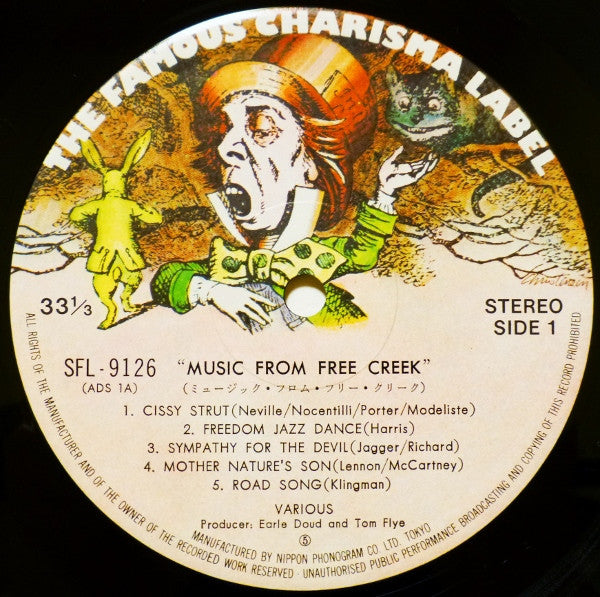 THE FAMOUS CHARISMA LABEL
33⅓
STEREO
SIDE 1
SFL-9126 "MUSIC FROM FREE CREEK"
(ADS 1A) (ミュージック・フロム・フリー・クリーク)
1. CISSY STRUT(Neville/Nocentilli/Porter/Modeliste)
2. FREEDOM JAZZ DANCE(Harris)
3. SYMPATHY FOR THE DEVIL(Jagger/Richard)
4. MOTHER NATURE'S SON(Lennon/McCartney)
5. ROAD SONG(Klingman)
VARIOUS
Producer: Earle Doud and Tom Flye
⑤
MANUFACTURED BY NIPPON PHONOGRAM CO. LTD. TOKYO
ALL RIGHTS OF THE MANUFACTURER AND OF THE OWNER OF THE RECORDED WORK RESERVED · UNAUTHORISED PUBLIC PERFORMANCE, BROADCASTING AND COPYING OF THIS RECORD PROHIBITED